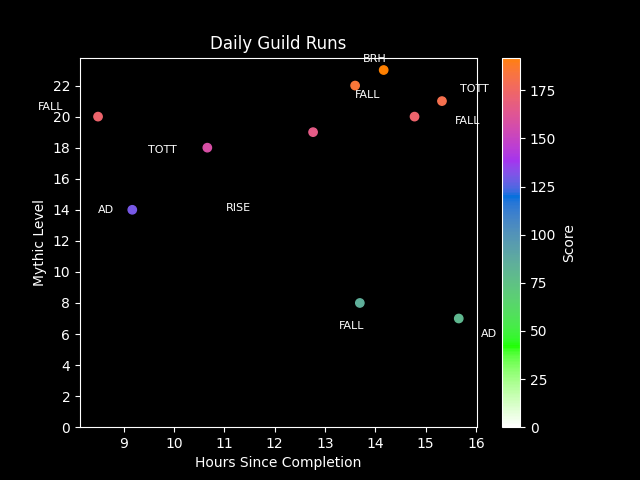 Daily Guild Runs
BRH
FALL
TOTT
FALL
FALL
TOTT
AD
RISE
FALL
AD
Mythic Level
22
20
18
16
14
12
10
8
6
4
2
0
9 10 11 12 13 14 15 16
Hours Since Completion
175
150
125
100
75
50
25
0
Score